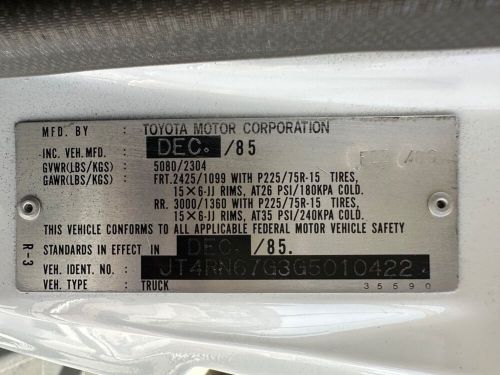 MFD. BY : TOYOTA MOTOR CORPORATION
INC. VEH.MFD. : DEC. /85
GVWR(LBS/KGS) : 5080/2304
GAWR(LBS/KGS) : FRT.2425/1099 WITH P225/75R-15 TIRES,
15×6-JJ RIMS, AT26 PSI/180KPA COLD.
RR. 3000/1360 WITH P225/75R-15 TIRES,
15×6-JJ RIMS, AT35 PSI/240KPA COLD.
THIS VEHICLE CONFORMS TO ALL APPLICABLE FEDERAL MOTOR VEHICLE SAFETY
STANDARDS IN EFFECT IN DEC. /85.
VEH. IDENT. NO. : JT4RN67G3G5010422
VEH. TYPE : TRUCK 35590
R-3